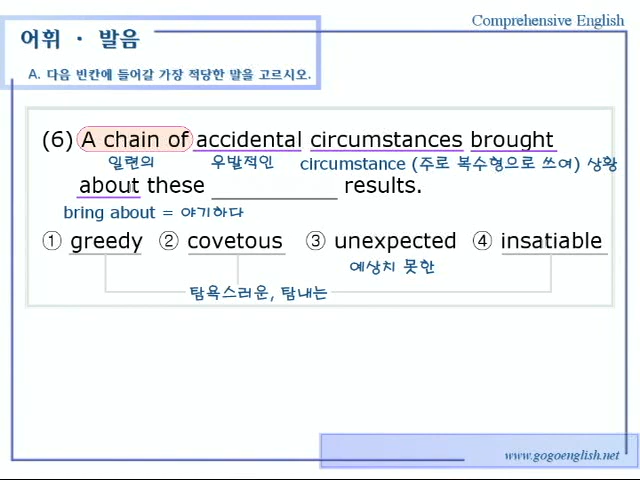 Comprehensive English
어휘 · 발음
A. 다음 빈칸에 들어갈 가장 적당한 말을 고르시오.
(6) A chain of accidental circumstances brought
일련의 우발적인 circumstance (주로 복수형으로 쓰여) 상황
about these ____________ results.
bring about = 야기하다
① greedy ② covetous ③ unexpected ④ insatiable
예상치 못한
탐욕스러운, 탐내는
www.gogoenglish.net